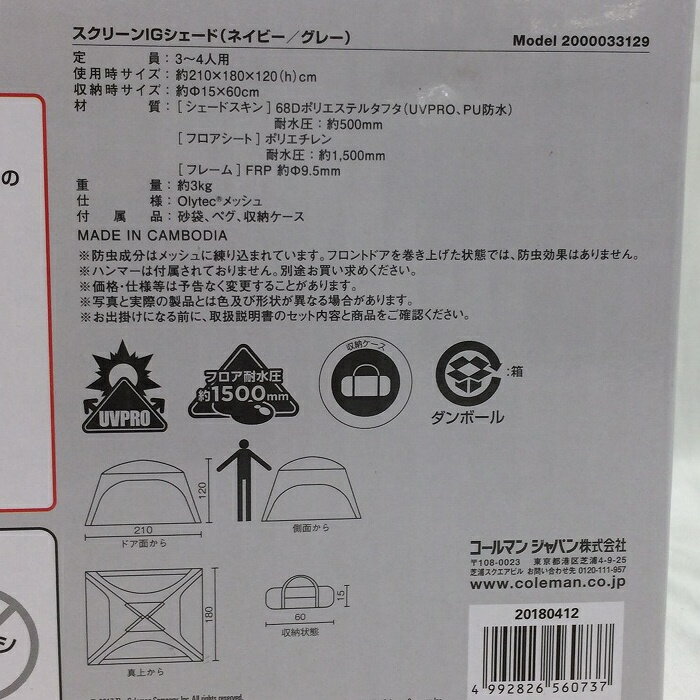 スクリーンIGシェード(ネイビー/グレー) Model 2000033129
定員:3~4人用
使用時サイズ:約210×180×120(h)cm
収納時サイズ:約Φ15×60cm
材質:[シェードスキン]68Dポリエステルタフタ(UVPRO、PU防水)
耐水圧:約500mm
[フロアシート]ポリエチレン
耐水圧:約1,500mm
[フレーム]FRP 約Φ9.5mm
重量:約3kg
仕様:Olytec®メッシュ
付属品:砂袋、ペグ、収納ケース
MADE IN CAMBODIA
※防虫成分はメッシュに練り込まれています。フロントドアを巻き上げた状態では、防虫効果はありません。
※ハンマーは付属されておりません。別途お買い求めください。
※価格・仕様等は予告なく変更することがあります。
※写真と実際の製品とは色及び形状が異なる場合があります。
※お出掛けになる前に、取扱説明書のセット内容と商品をご確認ください。
の
UVPRO
フロア耐水圧
約1500mm
収納ケース
:箱
ダンボール
120
210
ドア面から
側面から
180
真上から
15
60
収納状態
コールマン ジャパン株式会社
〒108-0023 東京都港区芝浦4-9-25
芝浦スクエアビル お問い合わせ先 0120-111-957
www.coleman.co.jp
20180412
4 992826 560737
シ